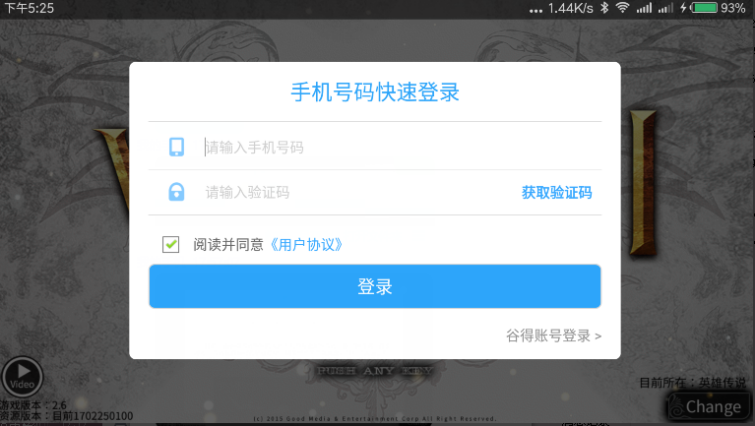 下午5:25
... 1.44K/s 93%
手机号码快速登录
请输入手机号码
请输入验证码 获取验证码
阅读并同意《用户协议》
登录
谷得账号登录 >
PUSH ANY KEY
Video
目前所在：英雄传说
游戏版本：2.6
资源版本：目前1702250100
Change
(c) 2015 Good Media & Entertainment Corp All Right Reserved.